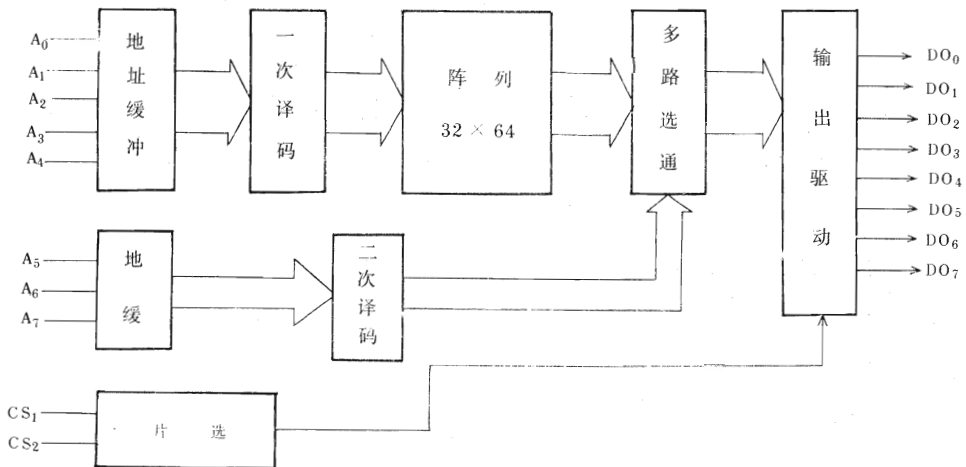 A₀
A₁
A₂
A₃
A₄
地址缓冲
一次译码
阵 列
32 × 64
多路选通
输出驱动
DO₀
DO₁
DO₂
DO₃
DO₄
DO₅
DO₆
DO₇
A₅
A₆
A₇
地缓
二次译码
CS₁
CS₂
片 选